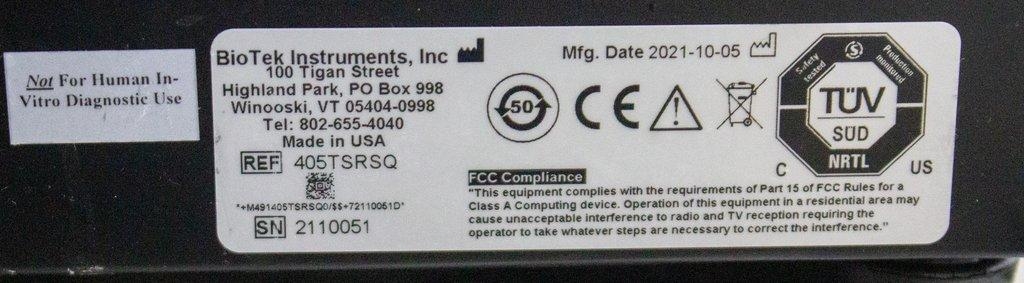 Not For Human In-
Vitro Diagnostic Use
BioTek Instruments, Inc
100 Tigan Street
Highland Park, PO Box 998
Winooski, VT 05404-0998
Tel: 802-655-4040
Made in USA
REF 405TSRSQ
*+M491405TSRSQ0/$$+72110051D*
SN 2110051
Mfg. Date 2021-10-05
50
CE
Safety tested
Production monitored
TÜV
SÜD
NRTL
C US
FCC Compliance
"This equipment complies with the requirements of Part 15 of FCC Rules for a
Class A Computing device. Operation of this equipment in a residential area may
cause unacceptable interference to radio and TV reception requiring the
operator to take whatever steps are necessary to correct the interference."